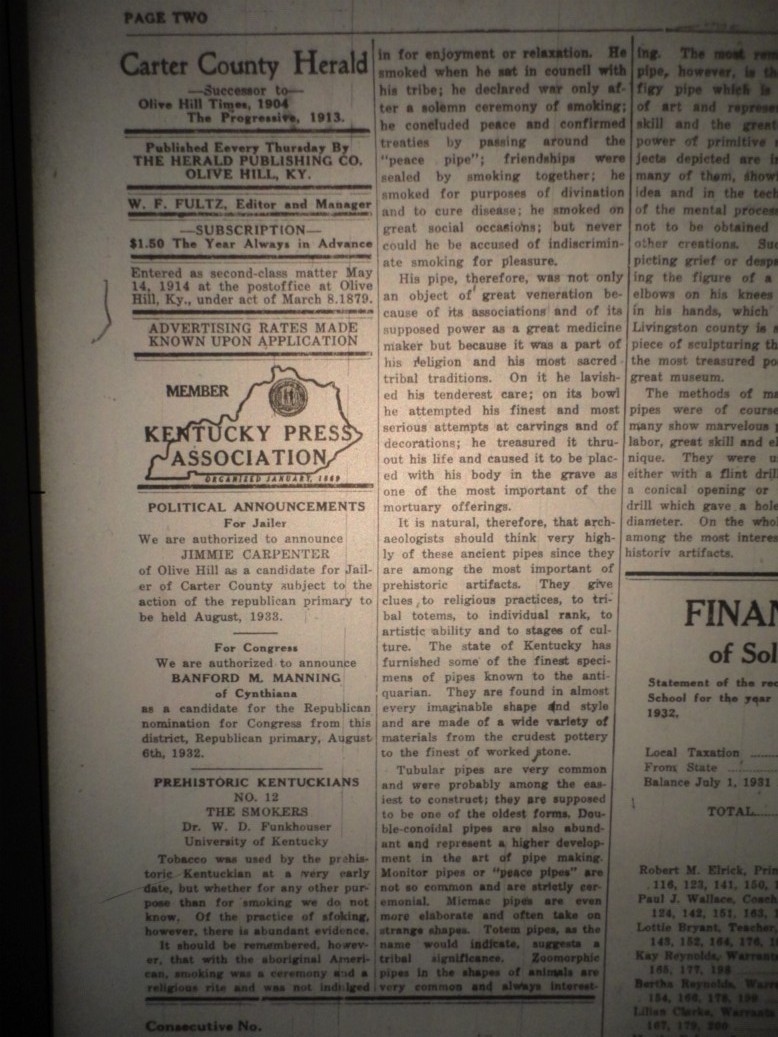 PAGE TWO
Carter County Herald
—Successor to—
Olive Hill Times, 1904
The Progressive, 1913.
Published Eevery Thursday By
THE HERALD PUBLISHING CO.
OLIVE HILL, KY.
W. F. FULTZ, Editor and Manager
—SUBSCRIPTION—
$1.50 The Year Always in Advance
Entered as second-class matter May
14, 1914 at the postoffice at Olive
Hill, Ky., under act of March 8.1879.
ADVERTISING RATES MADE
KNOWN UPON APPLICATION
MEMBER
KENTUCKY PRESS
ASSOCIATION
ORGANIZED JANUARY, 1869
POLITICAL ANNOUNCEMENTS
For Jailer
We are authorized to announce
JIMMIE CARPENTER
of Olive Hill as a candidate for Jail-
er of Carter County subject to the
action of the republican primary to
be held August, 1933.
For Congress
We are authorized to announce
BANFORD M. MANNING
of Cynthiana
as a candidate for the Republican
nomination for Congress from this
district, Republican primary, August
6th, 1932.
PREHISTORIC KENTUCKIANS
NO. 12
THE SMOKERS
Dr. W. D. Funkhouser
University of Kentucky
Tobacco was used by the prehis-
toric Kentuckian at a very early
date, but whether for any other pur-
pose than for smoking we do not
know. Of the practice of sfoking,
however, there is abundant evidence.
It should be remembered, howev-
er, that with the aboriginal Ameri-
can, smoking was a ceremony and a
religious rite and was not indulged
Consecutive No.
in for enjoyment or relaxation. He
smoked when he sat in council with
his tribe; he declared war only af-
ter a solemn ceremony of smoking;
he concluded peace and confirmed
treaties by passing around the
"peace pipe"; friendships were
sealed by smoking together; he
smoked for purposes of divination
and to cure disease; he smoked on
great social occasions; but never
could he be accused of indiscrimin-
ate smoking for pleasure.
His pipe, therefore, was not only
an object of great veneration be-
cause of its associations and of its
supposed power as a great medicine
maker but because it was a part of
his religion and his most sacred
tribal traditions. On it he lavish-
ed his tenderest care; on its bowl
he attempted his finest and most
serious attempts at carvings and of
decorations; he treasured it thru-
out his life and caused it to be plac-
ed with his body in the grave as
one of the most important of the
mortuary offerings.
It is natural, therefore, that arch-
aeologists should think very high-
ly of these ancient pipes since they
are among the most important of
prehistoric artifacts. They give
clues to religious practices, to tri-
bal totems, to individual rank, to
artistic ability and to stages of cul-
ture. The state of Kentucky has
furnished some of the finest speci-
mens of pipes known to the anti-
quarian. They are found in almost
every imaginable shape and style
and are made of a wide variety of
materials from the crudest pottery
to the finest of worked stone.
Tubular pipes are very common
and were probably among the eas-
iest to construct; they are supposed
to be one of the oldest forms. Dou-
ble-conoidal pipes are also abund-
ant and represent a higher develop-
ment in the art of pipe making.
Monitor pipes or "peace pipes" are
not so common and are strictly cer-
emonial. Micmac pipes are even
more elaborate and often take on
strange shapes. Totem pipes, as the
name would indicate, suggests a
tribal significance. Zoomorphic
pipes in the shapes of animals are
very common and always interest-
ing. The most
pipe, however, is
figy pipe which is
of art and
skill and the great
power of primitive
jects depicted are
many of them,
idea and in the
of the mental
not to be obtained
other creations.
picting grief or
ing the figure of a
elbows on his knees
in his hands, which
Livingston county is
piece of sculpturing
the most treasured
great museum.
The methods of
pipes were of course
many show marvelous
labor, great skill and
nique. They were
either with a flint
a conical opening or
drill which gave a hole
diameter. On the
among the most
historiv artifacts.
FINAN
of Sol
Statement of the
School for the year
1932.
Local Taxation
From State
Balance July 1, 1931
TOTAL
Robert M. Elrick,
116, 123, 141, 150,
Paul J. Wallace, Coach
124, 142, 151, 163,
Lottie Bryant, Teacher,
143, 152, 164, 176,
Kay Reynolds, Warrants
165, 177, 198
Bertha Reynolds,
154, 166, 178, 199
Lilian Clarke, Warrants
167, 179, 200